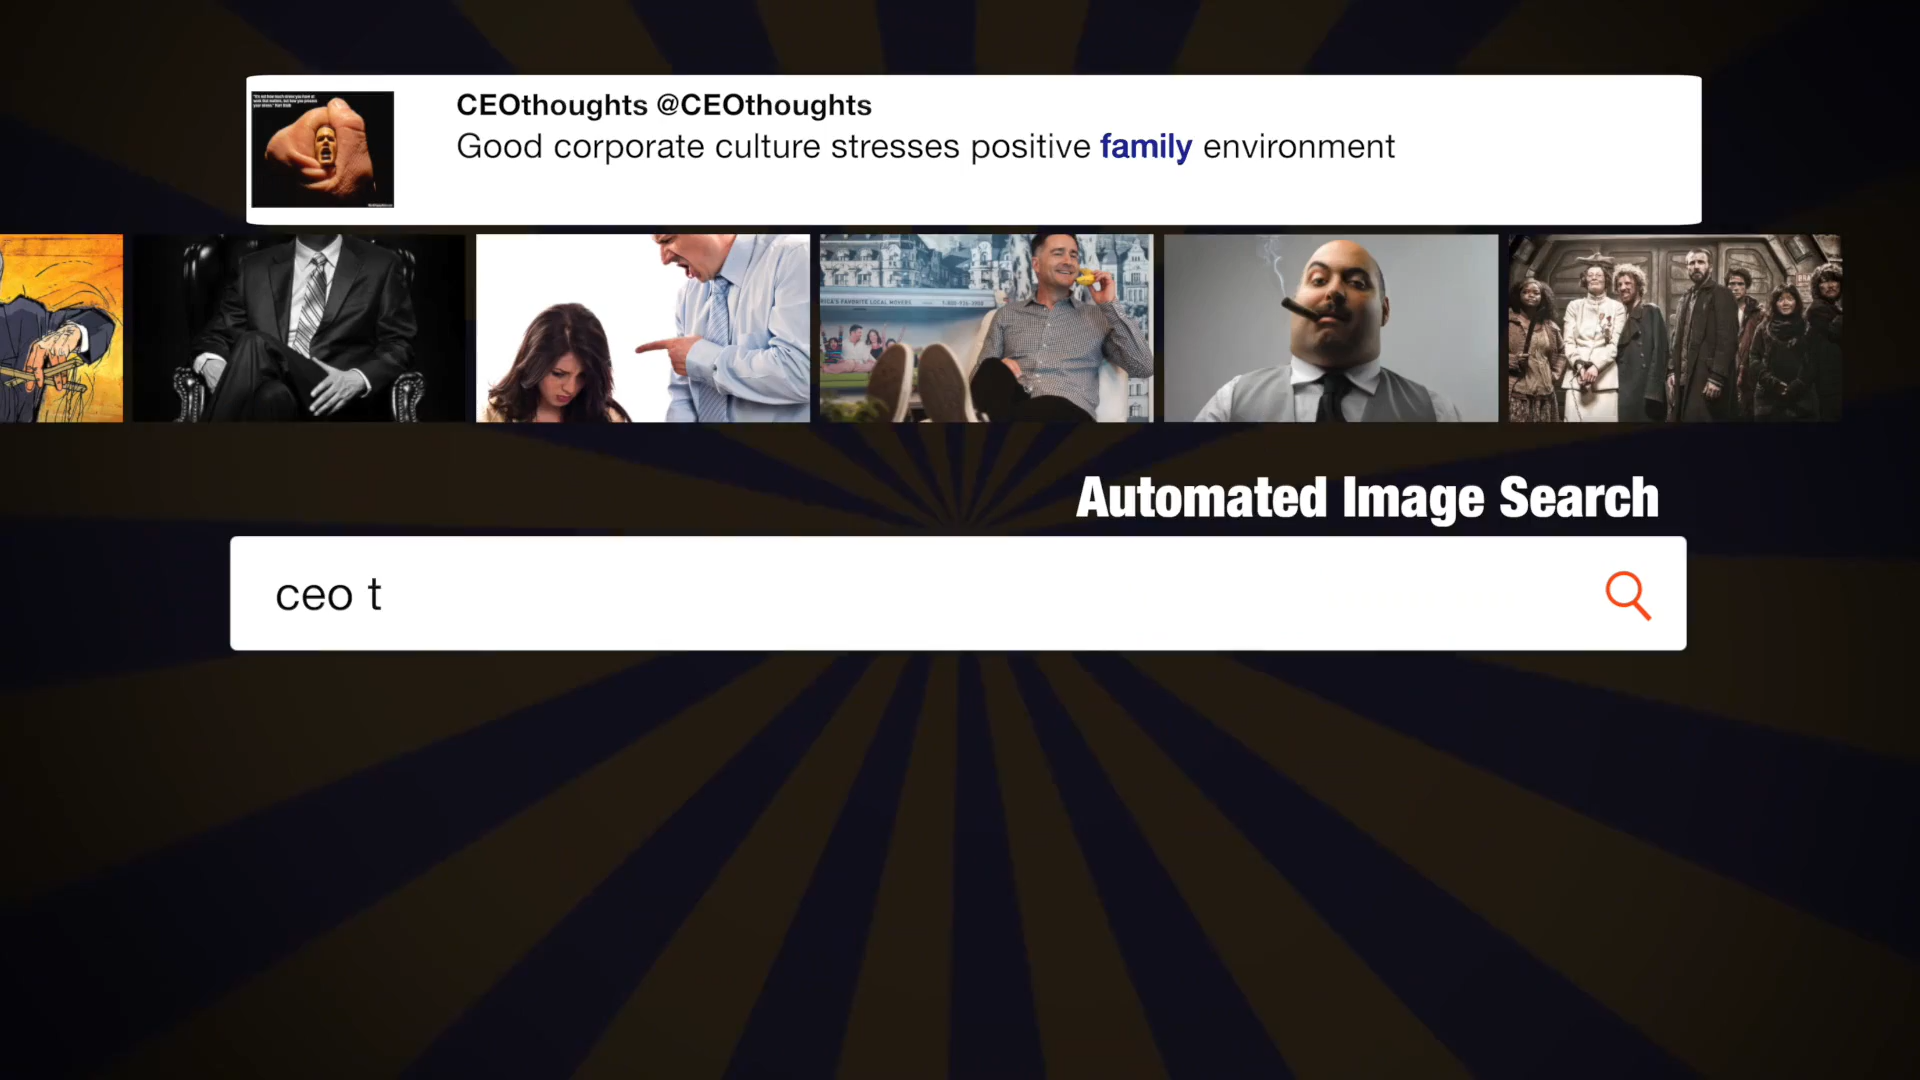 CEOthoughts @CEOthoughts
Good corporate culture stresses positive family environment
Automated Image Search
ceo t